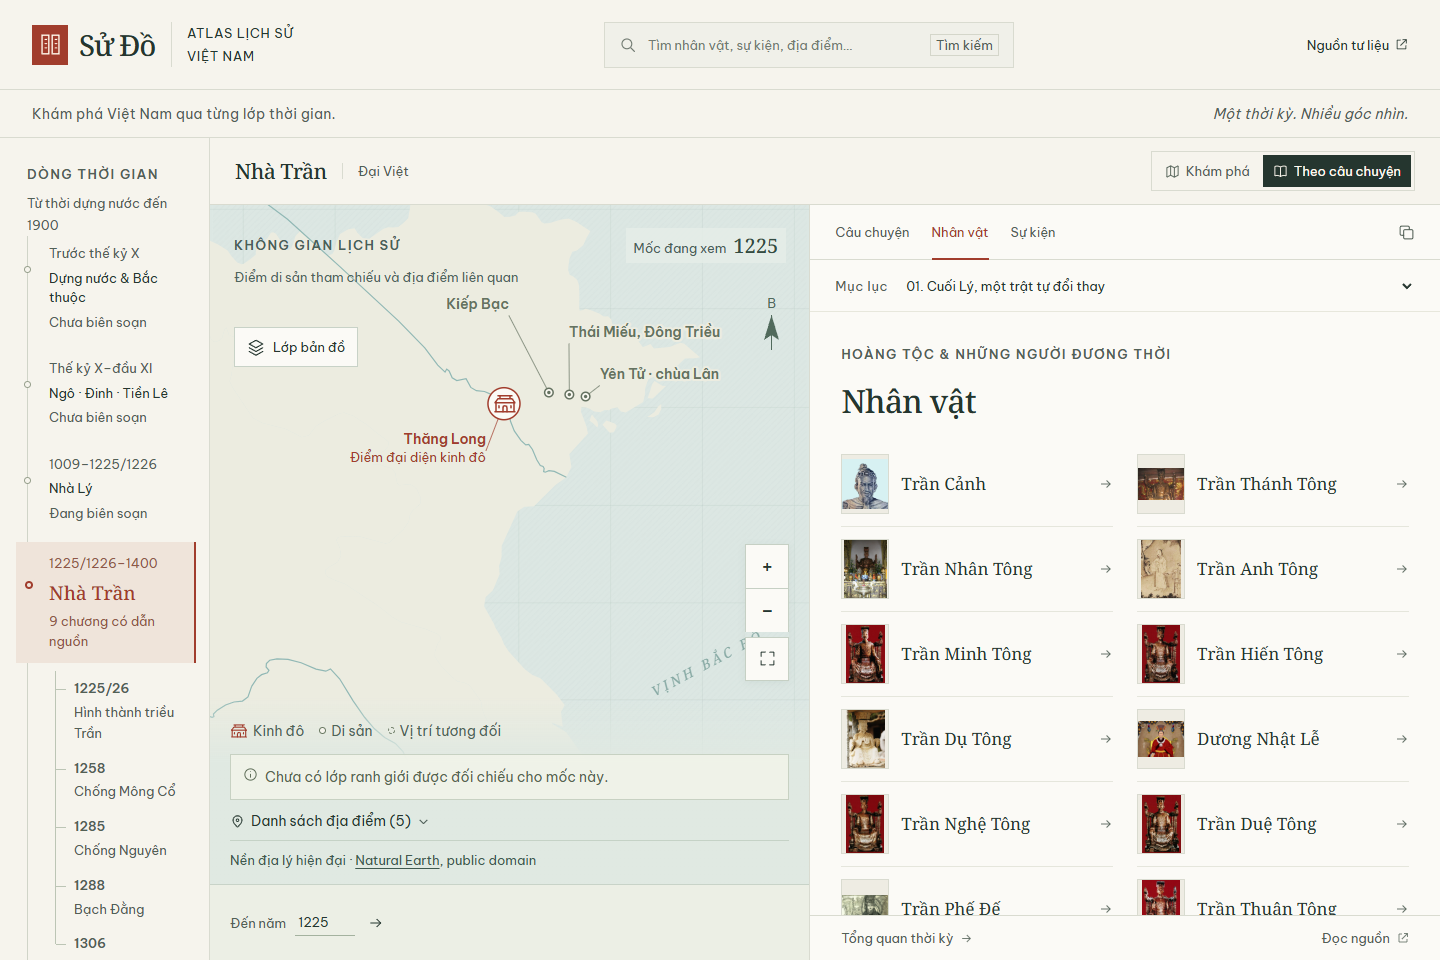 Sử Đồ
ATLAS LỊCH SỬ
VIỆT NAM
Tìm nhân vật, sự kiện, địa điểm...
Tìm kiếm
Nguồn tư liệu
Khám phá Việt Nam qua từng lớp thời gian.
Một thời kỳ. Nhiều góc nhìn.
DÒNG THỜI GIAN
Từ thời dựng nước đến
1900
Trước thế kỷ X
Dựng nước & Bắc
thuộc
Chưa biên soạn
Thế kỷ X–đầu XI
Ngô · Đinh · Tiền Lê
Chưa biên soạn
1009–1225/1226
Nhà Lý
Đang biên soạn
1225/1226–1400
Nhà Trần
9 chương có dẫn
nguồn
1225/26
Hình thành triều
Trần
1258
Chống Mông Cổ
1285
Chống Nguyên
1288
Bạch Đằng
1306
Nhà Trần
Đại Việt
Khám phá
Theo câu chuyện
KHÔNG GIAN LỊCH SỬ
Điểm di sản tham chiếu và địa điểm liên quan
Mốc đang xem 1225
Lớp bản đồ
B
Kiếp Bạc
Thái Miếu, Đông Triều
Yên Tử · chùa Lân
Thăng Long
Điểm đại diện kinh đô
+
−
VỊNH BẮC
Kinh đô
Di sản
Vị trí tương đối
Chưa có lớp ranh giới được đối chiếu cho mốc này.
Danh sách địa điểm (5)
Nền địa lý hiện đại · Natural Earth, public domain
Đến năm 1225
Câu chuyện
Nhân vật
Sự kiện
Mục lục
01. Cuối Lý, một trật tự đổi thay
HOÀNG TỘC & NHỮNG NGƯỜI ĐƯƠNG THỜI
Nhân vật
Trần Cảnh
Trần Thánh Tông
Trần Nhân Tông
Trần Anh Tông
Trần Minh Tông
Trần Hiến Tông
Trần Dụ Tông
Dương Nhật Lễ
Trần Nghệ Tông
Trần Duệ Tông
Trần Phế Đế
Trần Thuận Tông
Tổng quan thời kỳ
Đọc nguồn